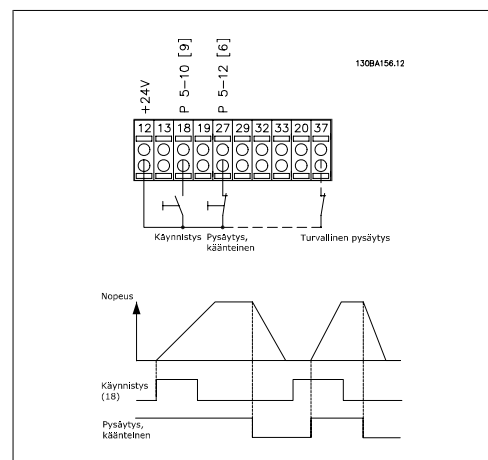 130BA156.12
+24V
P 5-10 [9]
P 5-12 [6]
12 13 18 19 27 29 32 33 20 37
Käynnistys Pysäytys, käänteinen
Turvallinen pysäytys
Nopeus
Käynnistys
(18)
Pysäytys,
käänteinen